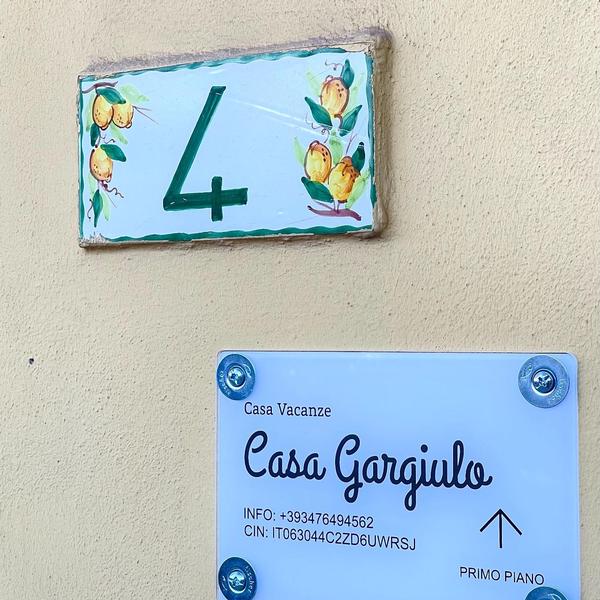 4
Casa Vacanze
Casa Gargiulo
INFO: +393476494562
CIN: IT063044C2ZD6UWRSJ
PRIMO PIANO